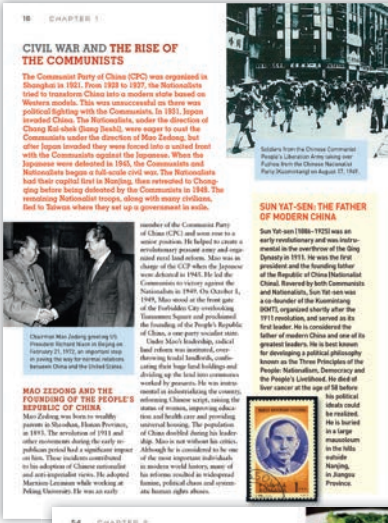 18 CHAPTER 1
CIVIL WAR AND THE RISE OF
THE COMMUNISTS
The Communist Party of China (CPC) was organized in
Shanghai in 1921. From 1928 to 1937, the Nationalists
tried to transform China into a modern state based on
Western models. This was unsuccessful as there was
political fighting with the Communists. In 1931, Japan
invaded China. The Nationalists, under the direction of
Chang Kai-shek (Jiang Jieshi), were eager to oust the
Communists under the direction of Mao Zedong, but
after Japan invaded they were forced into a united front
with the Communists against the Japanese. When the
Japanese were defeated in 1945, the Communists and
Nationalists began a full-scale civil war. The Nationalists
had their capital first in Nanjing, then retreated to Chong-
qing before being defeated by the Communists in 1949. The
remaining Nationalist troops, along with many civilians,
fled to Taiwan where they set up a government in exile.
Soldiers from the Chinese Communist
People's Liberation Army taking over
Fuzhou from the Chinese Nationalist
Party (Kuomintang) on August 17, 1949.
Chairman Mao Zedong greeting US
President Richard Nixon in Beijing on
February 21, 1972, an important step
in paving the way for normal relations
between China and the United States.
MAO ZEDONG AND THE
FOUNDING OF THE PEOPLE'S
REPUBLIC OF CHINA
Mao Zedong was born to wealthy
parents in Shaoshan, Hunan Province,
in 1893. The revolution of 1911 and
other movements during the early re-
publican period had a significant impact
on him. These incidents contributed
to his adoption of Chinese nationalist
and anti-imperialist views. He adopted
Marxism-Leninism while working at
Peking University. He was an early
member of the Communist Party
of China (CPC) and soon rose to a
senior position. He helped to create a
revolutionary peasant army and orga-
nized rural land reform. Mao was in
charge of the CCP when the Japanese
were defeated in 1945. He led the
Communists to victory against the
Nationalists in 1949. On October 1,
1949, Mao stood at the front gate
of the Forbidden City overlooking
Tiananmen Square and proclaimed
the founding of the People's Republic
of China, a one-party socialist state.
Under Mao's leadership, radical
land reform was instituted, over-
throwing feudal landlords, confis-
cating their huge land holdings and
dividing up the land into communes
worked by peasants. He was instru-
mental in industrializing the country,
reforming Chinese script, raising the
status of women, improving educa-
tion and health care and providing
universal housing. The population
of China doubled during his leader-
ship. Mao is not without his critics.
Although he is considered to be one
of the most important individuals
in modern world history, many of
his reforms resulted in widespread
famine, political chaos and system-
atic human rights abuses.
SUN YAT-SEN: THE FATHER
OF MODERN CHINA
Sun Yat-sen (1866–1925) was an
early revolutionary and was instru-
mental in the overthrow of the Qing
Dynasty in 1911. He was the first
president and the founding father
of the Republic of China (Nationalist
China). Revered by both Communists
and Nationalists, Sun Yat-sen was
a co-founder of the Kuomintang
(KMT), organized shortly after the
1911 revolution, and served as its
first leader. He is considered the
father of modern China and one of its
greatest leaders. He is best known
for developing a political philosophy
known as the Three Principles of the
People: Nationalism, Democracy and
the People's Livelihood. He died of
liver cancer at the age of 58 before
his political
ideals could
be realized.
He is buried
in a large
mausoleum
in the hills
outside
Nanjing,
in Jiangsu
Province.